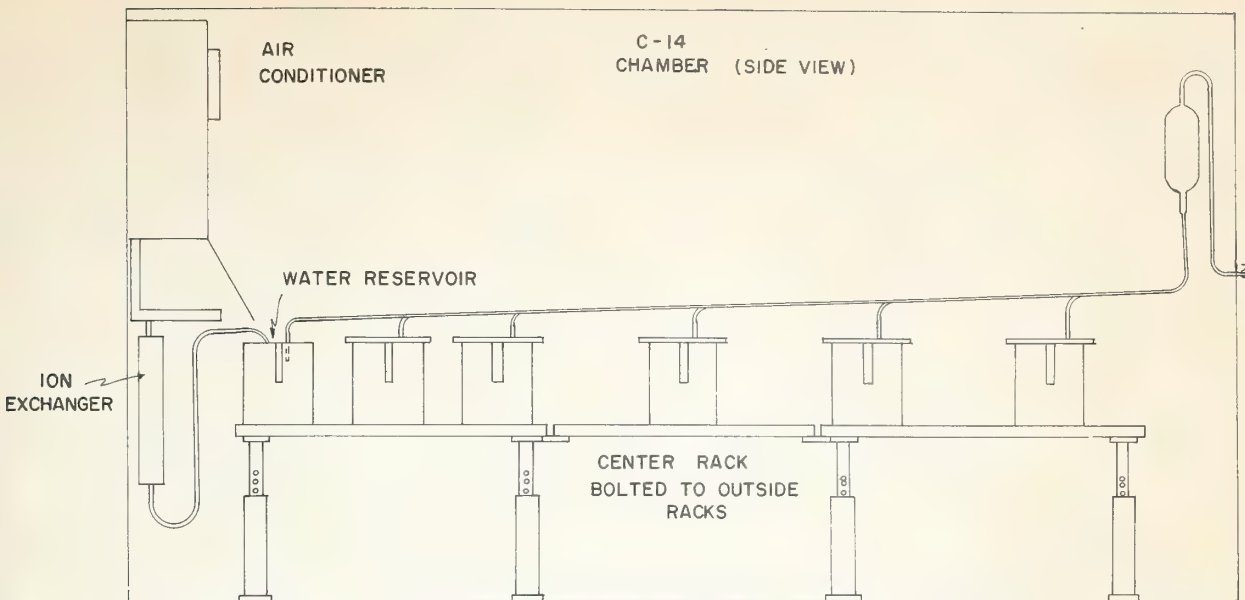 AIR
CONDITIONER
C-14
CHAMBER (SIDE VIEW)
WATER RESERVOIR
ION
EXCHANGER
CENTER RACK
BOLTED TO OUTSIDE
RACKS